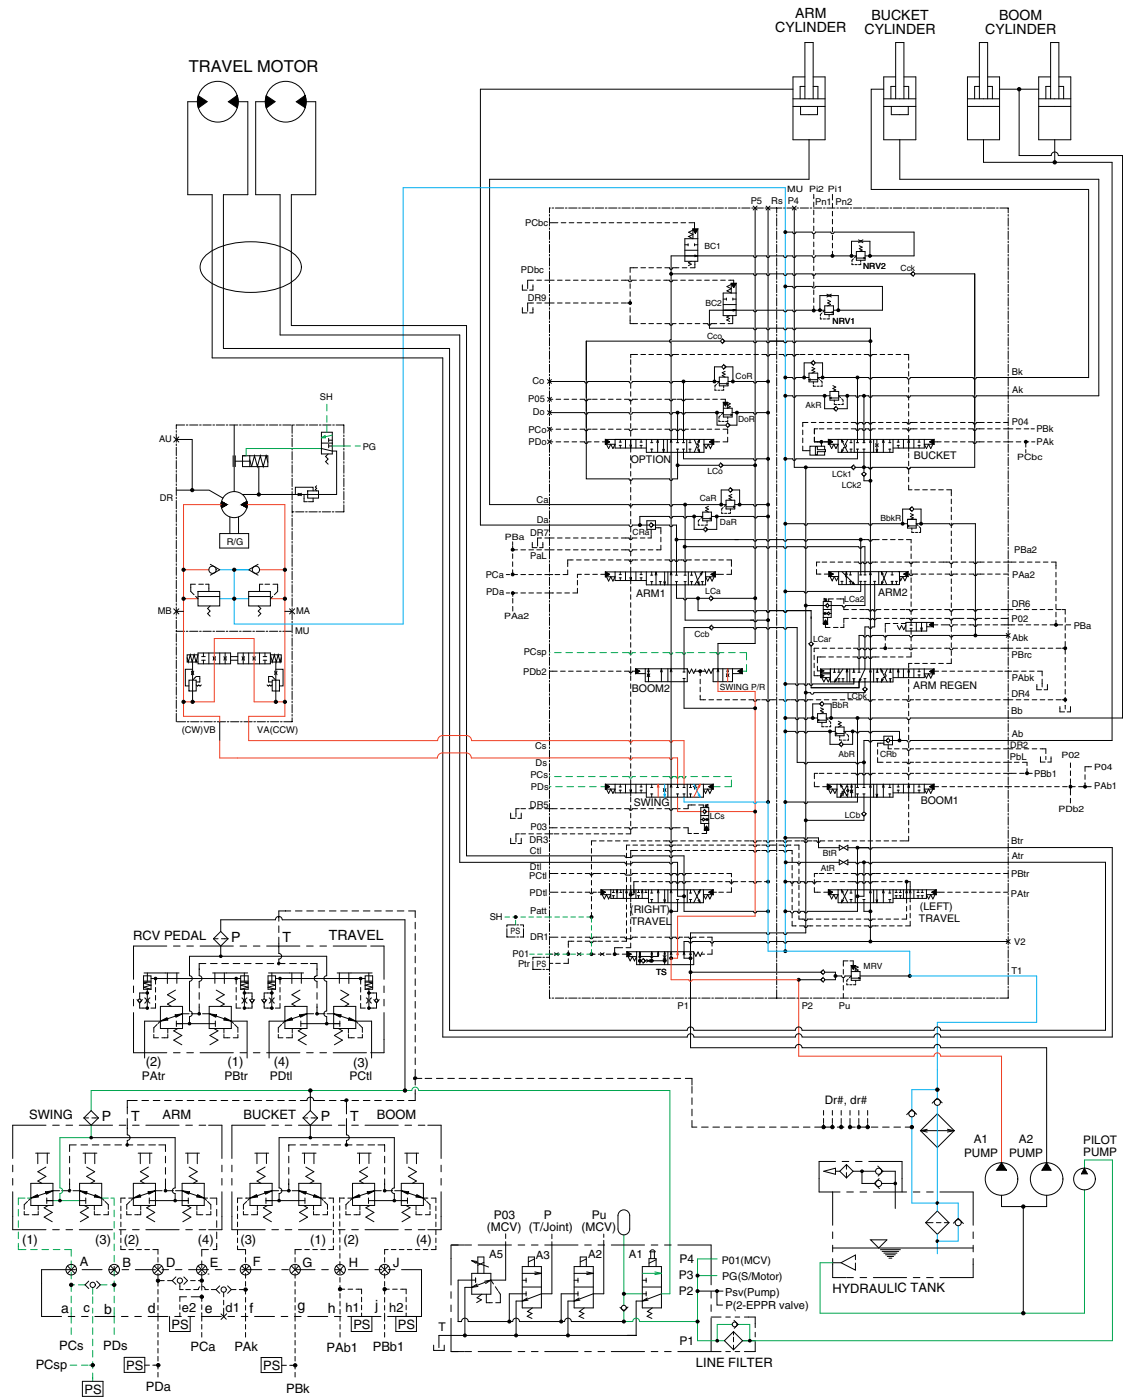 ARM
CYLINDER
BUCKET
CYLINDER
BOOM
CYLINDER
TRAVEL MOTOR
MU Pi2 Pi1
P5 Rs P4 Pn1 Pn2
PCbc
BC1
NRV2
Cck
PDbc
DR9
BC2
NRV1
Cco
Co
CoR
Bk
AkR
Ak
P05
Do
DoR
PCo
PDo
OPTION
P04
PBk
PAk
PCbc
BUCKET
LCo
LCk1
LCk2
SH
AU
PG
DR
R/G
MB
MA
MU
(CW)VB
VA(CCW)
Ca
CaR
Da
CRa
DaR
BbkR
DR7
PBa
PaL
PBa2
PCa
PDa
PAa2
ARM1
LCa
PAa2
ARM2
LCa2
DR6
P02
PBa
LCar
Abk
Ccb
PCsp
PDb2
BOOM2
SWING P/R
PBrc
PAbk
ARM REGEN
LCbk
DR4
BbR
Bb
AbR
Ab
CRb
DR2
PbL
P02
P04
PBb1
PAb1
PDb2
Cs
Ds
PCs
PDs
SWING
BOOM1
DR5
LCs
LCb
P03
DR3
Ctl
BtR
Btr
Dtl
AtR
Atr
PCtl
PBtr
PDtl
PAtr
Patt
(RIGHT)
TRAVEL
(LEFT)
TRAVEL
SH
PS
DR1
V2
P01
Ptr
PS
TS
MRV
T1
P1
P2
Pu
RCV PEDAL
P
T
TRAVEL
(2)
(1)
(4)
(3)
PAtr
PBtr
PDtl
PCtl
SWING
P
T
ARM
BUCKET
P
T
BOOM
(1)
(3)
(2)
(4)
(3)
(1)
(2)
(4)
A
B
D
E
F
G
H
J
a
c
b
d
e2
e
d1
f
g
h
h1
j
h2
PS
PS
PS
PCs
PDs
PCa
PAk
PAb1
PBb1
PCsp
PS
PS
PDa
PS
PBk
Dr#, dr#
A1
PUMP
A2
PUMP
PILOT
PUMP
HYDRAULIC TANK
P03
(MCV)
P
(T/Joint)
Pu
(MCV)
A5
A3
A2
A1
P4
P01(MCV)
P3
PG(S/Motor)
P2
Psv(Pump)
P(2-EPPR valve)
T
P1
LINE FILTER